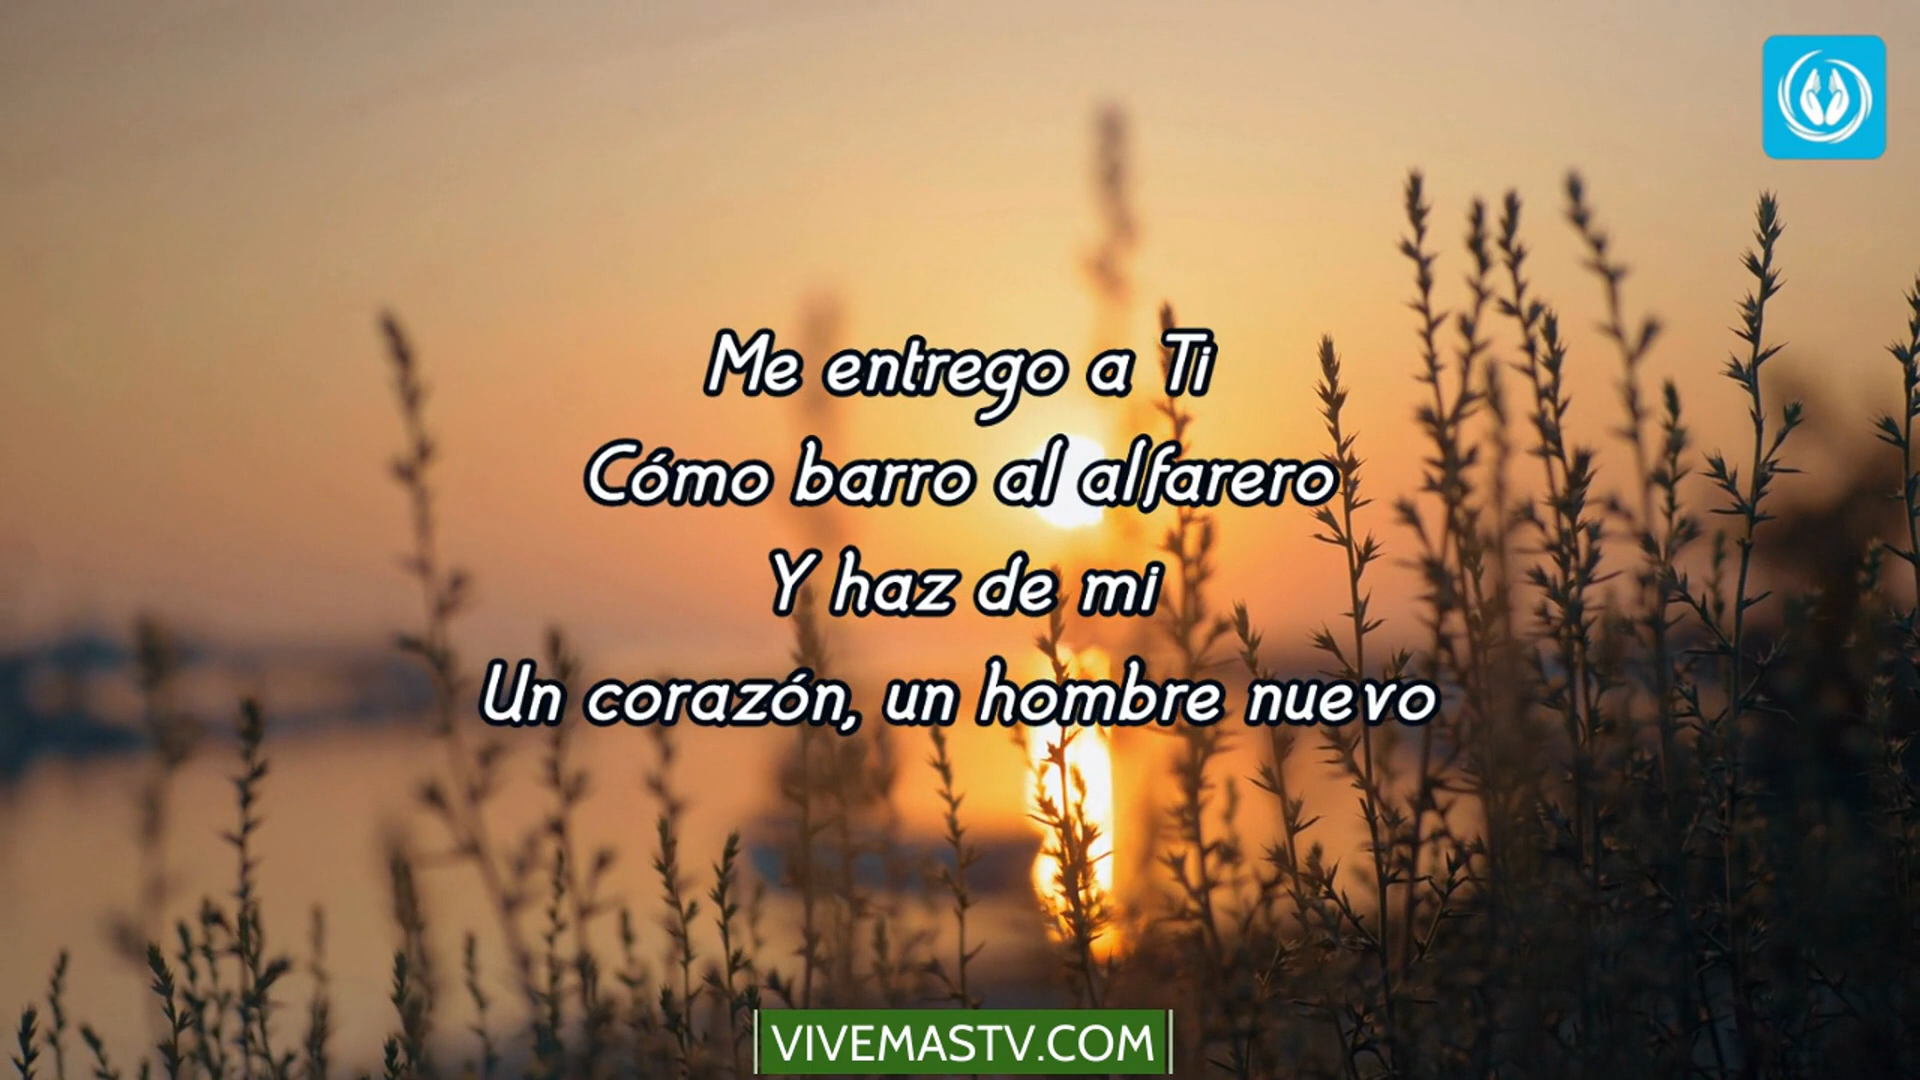 Me entrego a Ti
Cómo barro al alfarero
Y haz de mi
Un corazón, un hombre nuevo
VIVEMASTV.COM